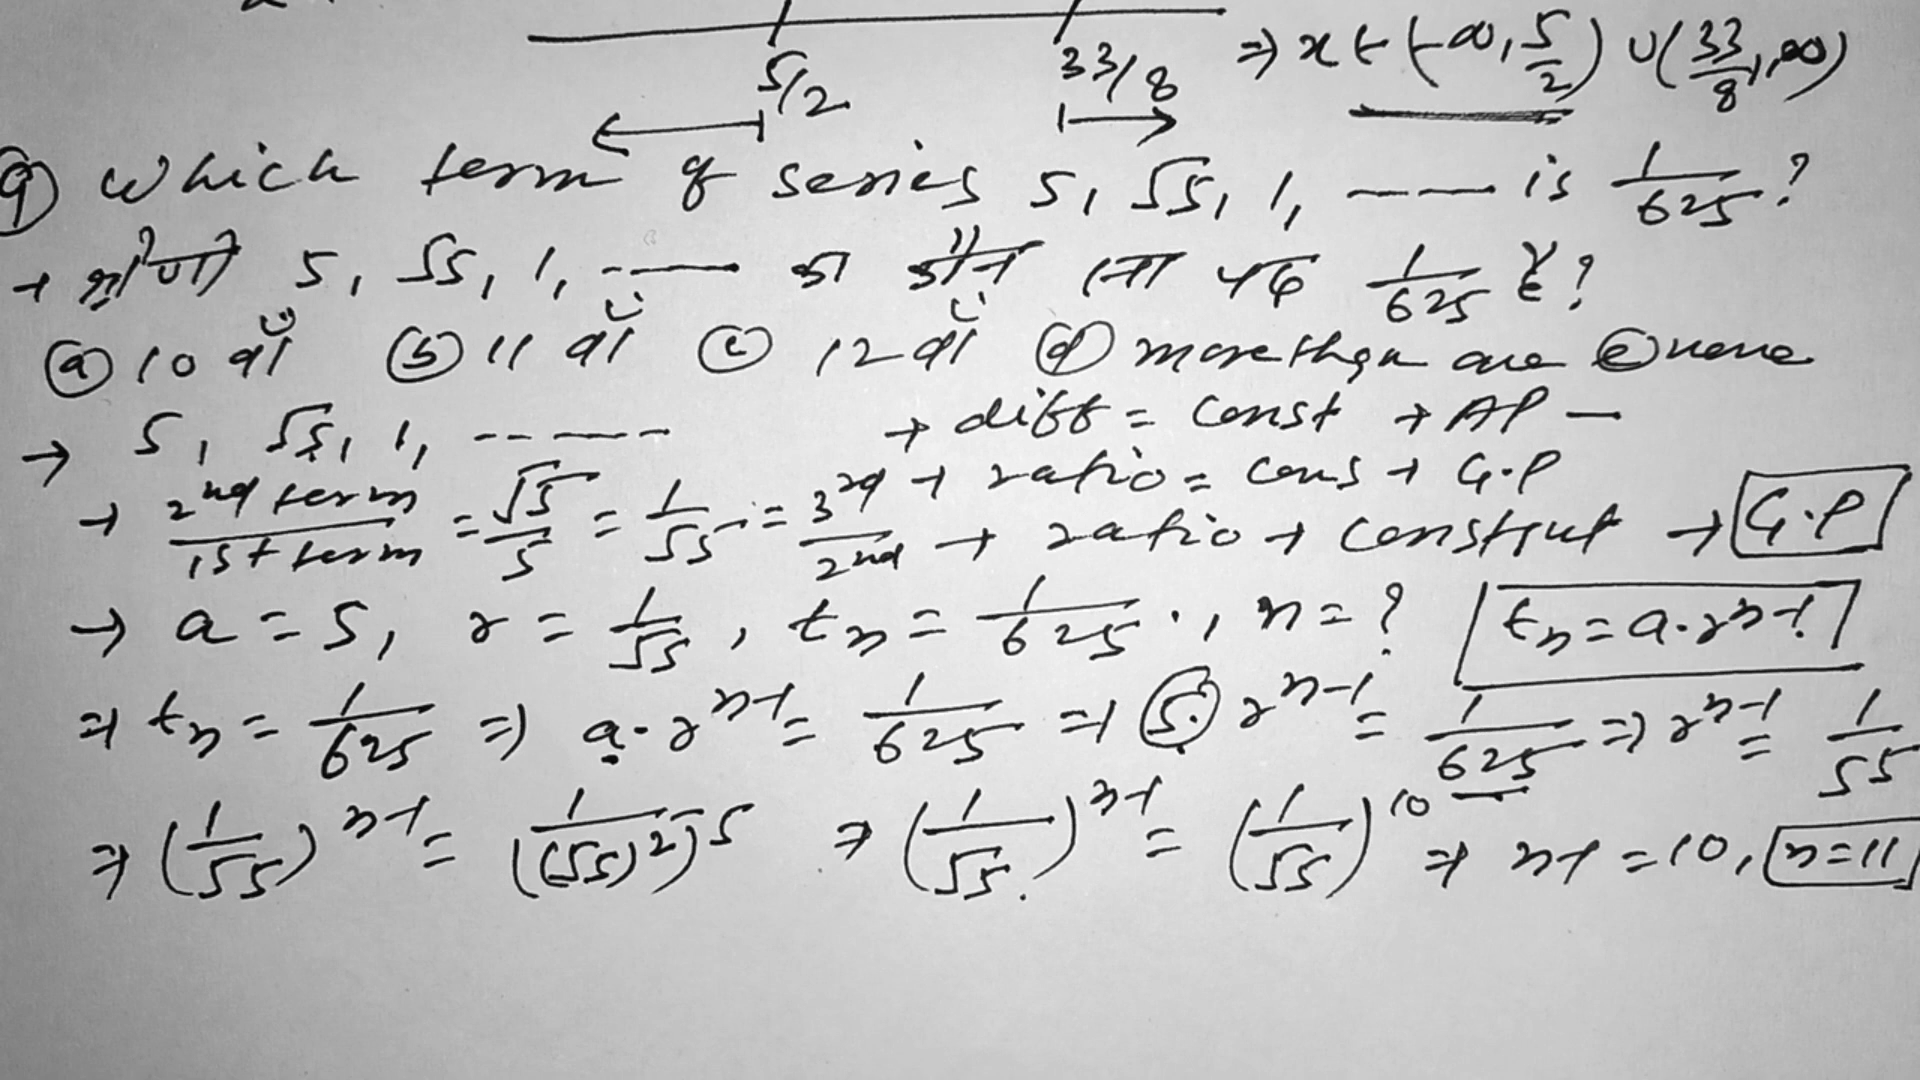 5/2 33/8 ⇒ x ∈ (-∞, 5/2) ∪ (33/8, ∞)
Q) which term of series 5, √5, 1, ---- is 1/625?
→ श्रेणी 5, √5, 1, ---- का कौन सा पद 1/625 है?
(a) 10 वाँ (b) 11 वाँ (c) 12 वाँ (d) more than one (e) none
→ 5, √5, 1, ----- → diff = const → AP —
→ ratio = cons → G.P
→ 2nd term/1st term = √5/5 = 1/√5 = 3rd/2nd → ratio → constant → G.P
→ a = 5, r = 1/√5, tn = 1/625, n = ? tn = a·r^n-1
⇒ tn = 1/625 ⇒ a·r^n-1 = 1/625 ⇒ 5·r^n-1 = 1/625 ⇒ r^n-1 = 1/5^5
⇒ (1/√5)^n-1 = 1/((√5)^2)^5 ⇒ (1/√5)^n-1 = (1/√5)^10 ⇒ n-1 = 10, n=11